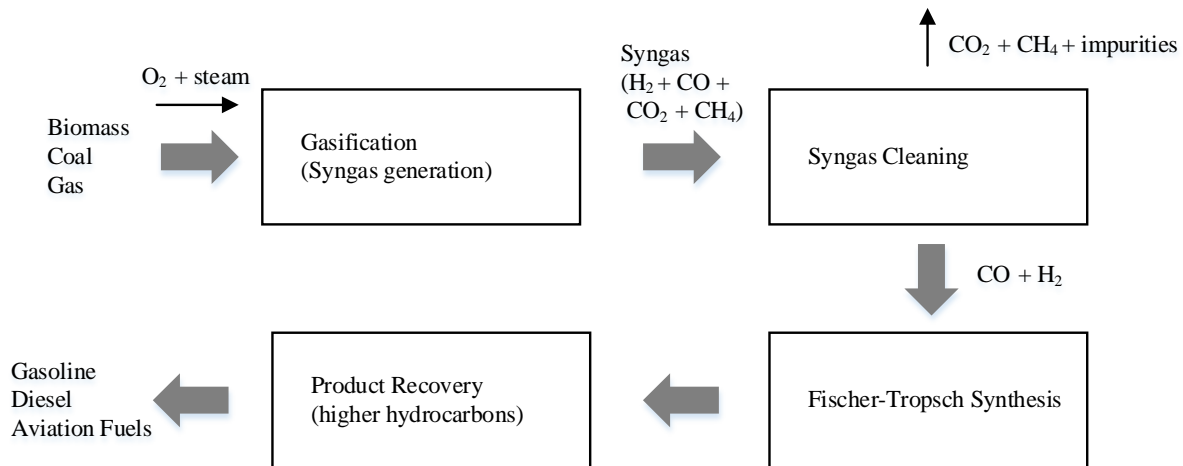 O₂ + steam
Biomass
Coal
Gas
Gasification
(Syngas generation)
Syngas
(H₂ + CO +
CO₂ + CH₄)
CO₂ + CH₄ + impurities
Syngas Cleaning
CO + H₂
Fischer-Tropsch Synthesis
Product Recovery
(higher hydrocarbons)
Gasoline
Diesel
Aviation Fuels